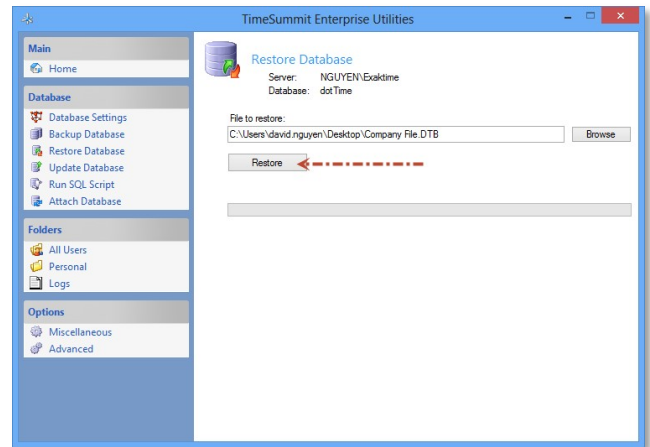 TimeSummit Enterprise Utilities
Main
Home
Database
Database Settings
Backup Database
Restore Database
Update Database
Run SQL Script
Attach Database
Folders
All Users
Personal
Logs
Options
Miscellaneous
Advanced
Restore Database
Server: NGUYEN\Exaktime
Database: dotTime
File to restore:
C:\Users\david.nguyen\Desktop\Company File.DTB
Browse
Restore